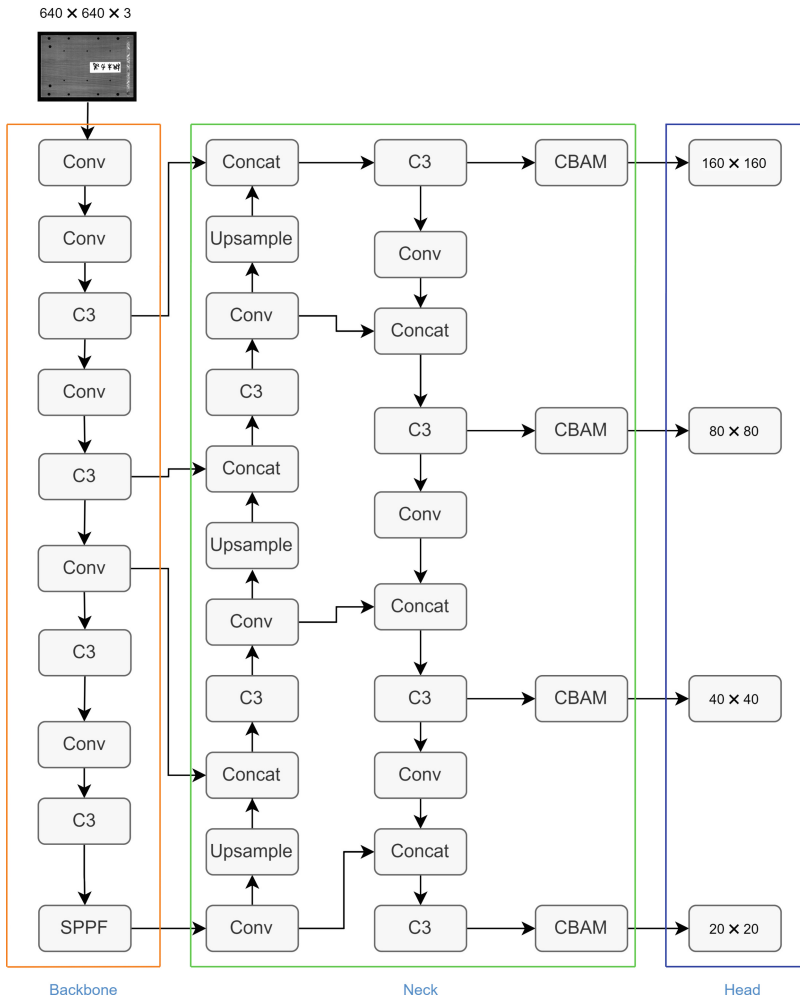 640 × 640 × 3
Conv
Conv
C3
Conv
C3
Conv
C3
Conv
C3
SPPF
Backbone
Concat
Upsample
Conv
C3
Concat
Upsample
Conv
C3
Concat
Upsample
Conv
C3
Conv
Concat
C3
Conv
Concat
C3
Conv
Concat
C3
CBAM
CBAM
CBAM
CBAM
Neck
160 × 160
80 × 80
40 × 40
20 × 20
Head